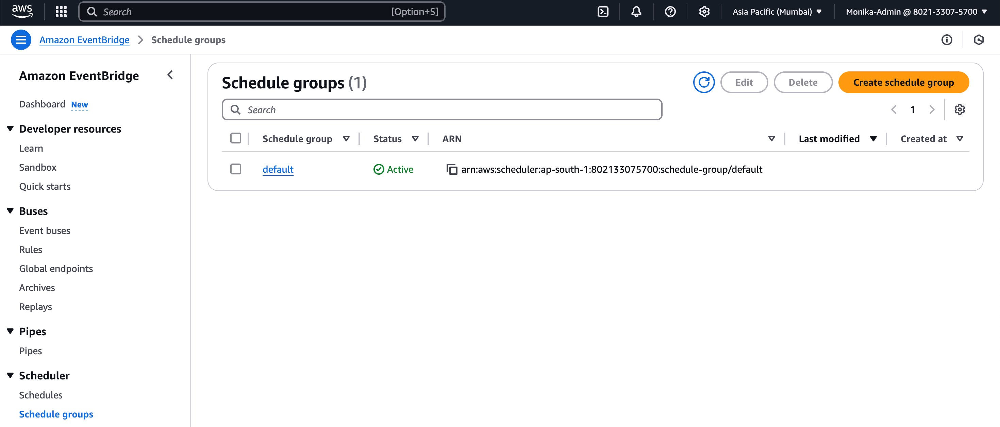 aws
Search [Option+S]
Asia Pacific (Mumbai)
Monika-Admin @ 8021-3307-5700
Amazon EventBridge
Schedule groups
Amazon EventBridge
Dashboard New
Developer resources
Learn
Sandbox
Quick starts
Buses
Event buses
Rules
Global endpoints
Archives
Replays
Pipes
Pipes
Scheduler
Schedules
Schedule groups
Schedule groups (1)
Edit
Delete
Create schedule group
Search
1
Schedule group Status ARN Last modified Created at
default Active arn:aws:scheduler:ap-south-1:802133075700:schedule-group/default